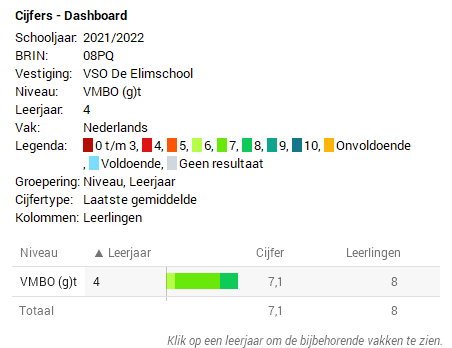 Cijfers - Dashboard
Schooljaar: 2021/2022
BRIN: 08PQ
Vestiging: VSO De Elimschool
Niveau: VMBO (g)t
Leerjaar: 4
Vak: Nederlands
Legenda: 0 t/m 3, 4, 5, 6, 7, 8, 9, 10, Onvoldoende
, Voldoende, Geen resultaat
Groepering: Niveau, Leerjaar
Cijfertype: Laatste gemiddelde
Kolommen: Leerlingen
Niveau ▲ Leerjaar Cijfer Leerlingen
VMBO (g)t 4 7,1 8
Totaal 7,1 8
Klik op een leerjaar om de bijbehorende vakken te zien.